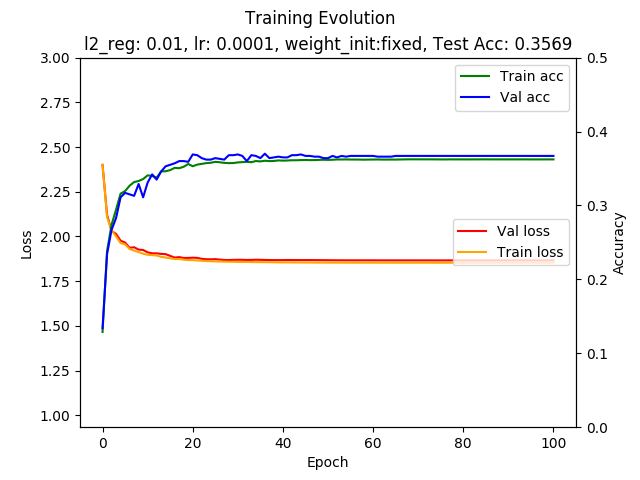 Training Evolution
l2_reg: 0.01, lr: 0.0001, weight_init:fixed, Test Acc: 0.3569
3.00
2.75
2.50
2.25
2.00
1.75
1.50
1.25
1.00
Loss
0.5
0.4
0.3
0.2
0.1
0.0
Accuracy
Train acc
Val acc
Val loss
Train loss
0 20 40 60 80 100
Epoch